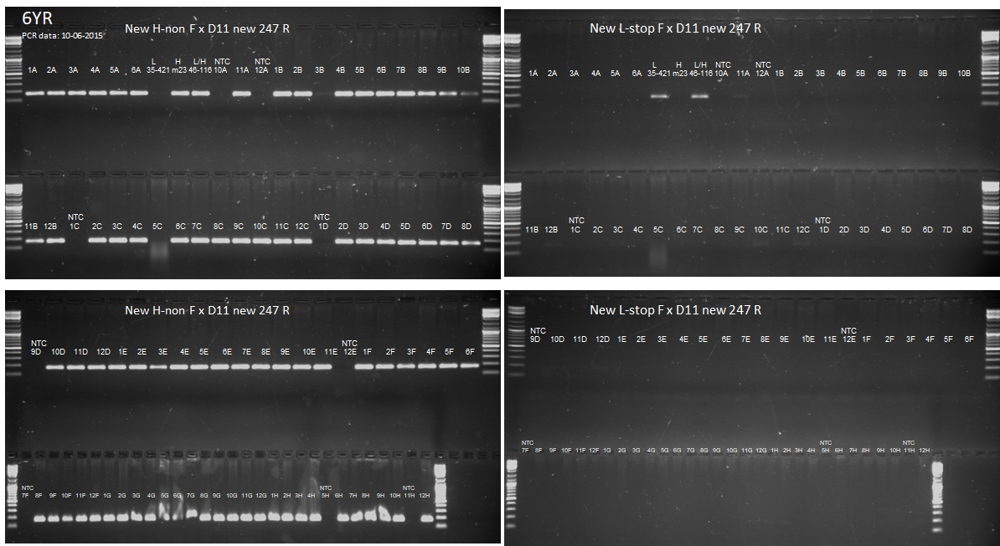 6YR
PCR data: 10-06-2015
New H-non F x D11 new 247 R
L H L/H NTC NTC
1A 2A 3A 4A 5A 6A 35-421 m23 46-116 10A 11A 12A 1B 2B 3B 4B 5B 6B 7B 8B 9B 10B
NTC NTC
11B 12B 1C 2C 3C 4C 5C 6C 7C 8C 9C 10C 11C 12C 1D 2D 3D 4D 5D 6D 7D 8D
New L-stop F x D11 new 247 R
L H L/H NTC NTC
1A 2A 3A 4A 5A 6A 35-421 m23 46-116 10A 11A 12A 1B 2B 3B 4B 5B 6B 7B 8B 9B 10B
NTC NTC
11B 12B 1C 2C 3C 4C 5C 6C 7C 8C 9C 10C 11C 12C 1D 2D 3D 4D 5D 6D 7D 8D
New H-non F x D11 new 247 R
NTC NTC
9D 10D 11D 12D 1E 2E 3E 4E 5E 6E 7E 8E 9E 10E 11E 12E 1F 2F 3F 4F 5F 6F
NTC NTC NTC
7F 8F 9F 10F 11F 12F 1G 2G 3G 4G 5G 6G 7G 8G 9G 10G 11G 12G 1H 2H 3H 4H 5H 6H 7H 8H 9H 10H 11H 12H
New L-stop F x D11 new 247 R
NTC NTC
9D 10D 11D 12D 1E 2E 3E 4E 5E 6E 7E 8E 9E 10E 11E 12E 1F 2F 3F 4F 5F 6F
NTC NTC NTC
7F 8F 9F 10F 11F 12F 1G 2G 3G 4G 5G 6G 7G 8G 9G 10G 11G 12G 1H 2H 3H 4H 5H 6H 7H 8H 9H 10H 11H 12H